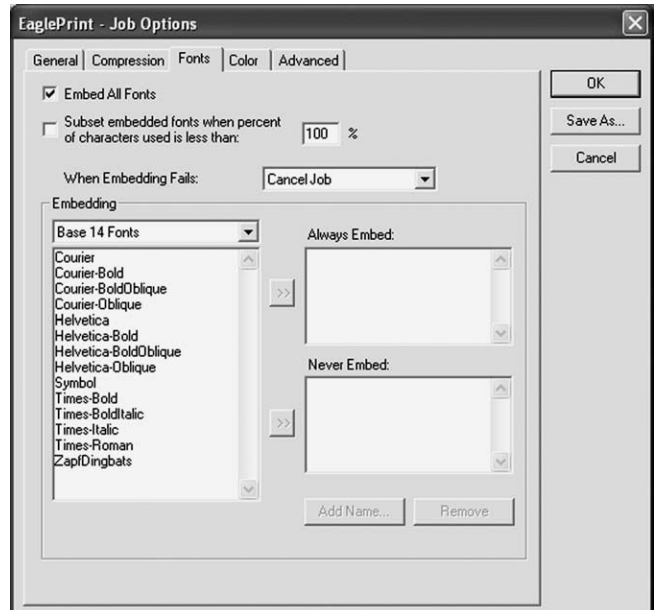 EaglePrint - Job Options
General
Compression
Fonts
Color
Advanced
OK
Save As...
Cancel
Embed All Fonts
Subset embedded fonts when percent
of characters used is less than:
100 %
When Embedding Fails:
Cancel Job
Embedding
Base 14 Fonts
Courier
Courier-Bold
Courier-BoldOblique
Courier-Oblique
Helvetica
Helvetica-Bold
Helvetica-BoldOblique
Helvetica-Oblique
Symbol
Times-Bold
Times-BoldItalic
Times-Italic
Times-Roman
ZapfDingbats
>>
>>
Always Embed:
Never Embed:
Add Name...
Remove